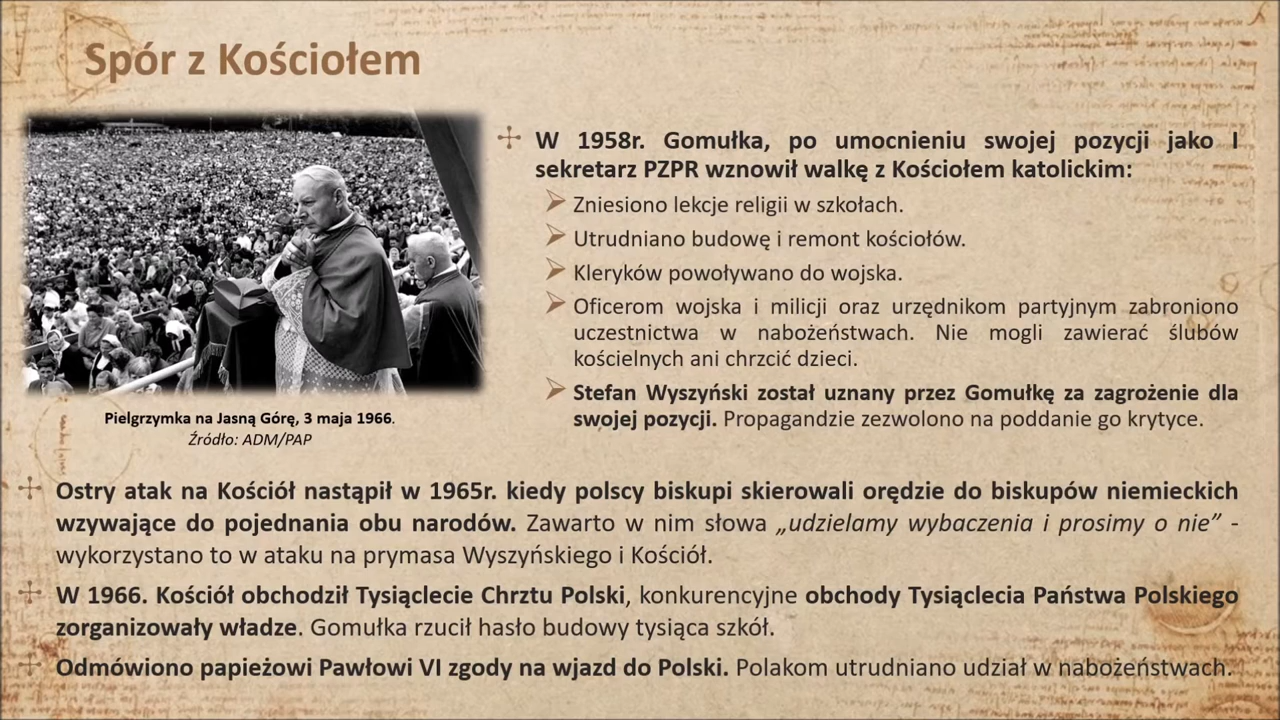 Spór z Kościołem
W 1958r. Gomułka, po umocnieniu swojej pozycji jako I
sekretarz PZPR wznowił walkę z Kościołem katolickim:
Zniesiono lekcje religii w szkołach.
Utrudniano budowę i remont kościołów.
Kleryków powoływano do wojska.
Oficerom wojska i milicji oraz urzędnikom partyjnym zabroniono
uczestnictwa w nabożeństwach. Nie mogli zawierać ślubów
kościelnych ani chrzcić dzieci.
Stefan Wyszyński został uznany przez Gomułkę za zagrożenie dla
swojej pozycji. Propagandzie zezwolono na poddanie go krytyce.
Pielgrzymka na Jasną Górę, 3 maja 1966.
Źródło: ADM/PAP
Ostry atak na Kościół nastąpił w 1965r. kiedy polscy biskupi skierowali orędzie do biskupów niemieckich
wzywające do pojednania obu narodów. Zawarto w nim słowa „udzielamy wybaczenia i prosimy o nie” -
wykorzystano to w ataku na prymasa Wyszyńskiego i Kościół.
W 1966. Kościół obchodził Tysiąclecie Chrztu Polski, konkurencyjne obchody Tysiąclecia Państwa Polskiego
zorganizowały władze. Gomułka rzucił hasło budowy tysiąca szkół.
Odmówiono papieżowi Pawłowi VI zgody na wjazd do Polski. Polakom utrudniano udział w nabożeństwach.